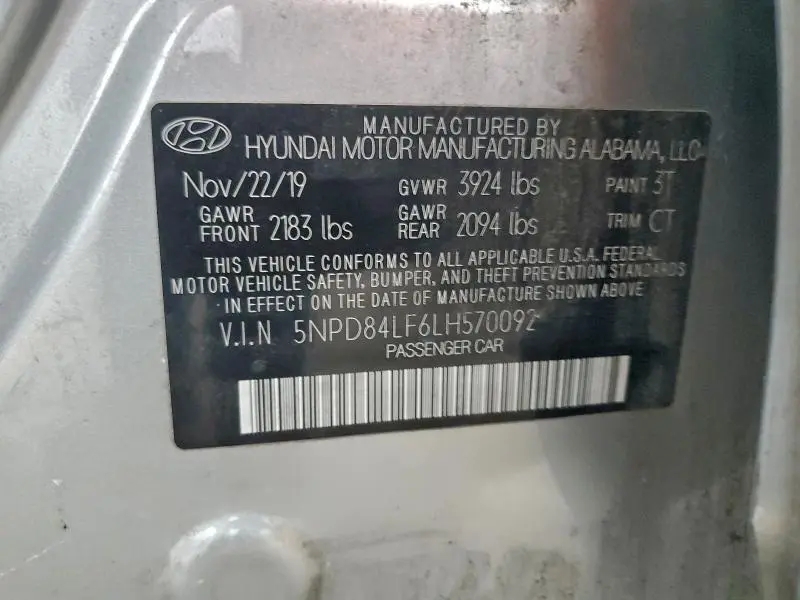 MANUFACTURED BY
HYUNDAI MOTOR MANUFACTURING ALABAMA, LLC
Nov/22/19 GVWR 3924 lbs PAINT 3T
GAWR FRONT 2183 lbs GAWR REAR 2094 lbs TRIM CT
THIS VEHICLE CONFORMS TO ALL APPLICABLE U.S.A. FEDERAL
MOTOR VEHICLE SAFETY, BUMPER, AND THEFT PREVENTION STANDARDS
IN EFFECT ON THE DATE OF MANUFACTURE SHOWN ABOVE
V.I.N 5NPD84LF6LH570092
PASSENGER CAR